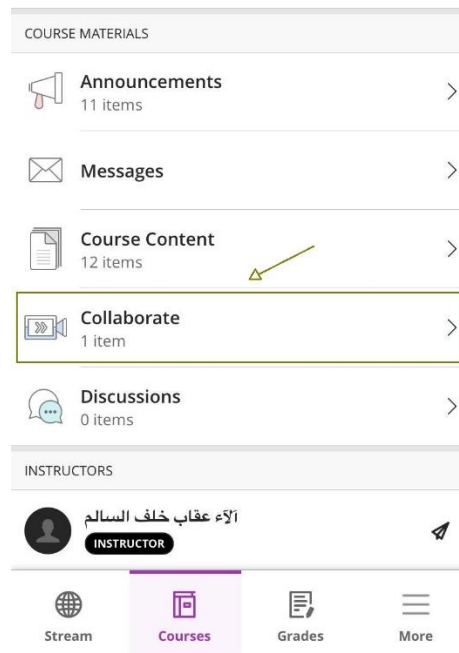 COURSE MATERIALS
Announcements
11 items
Messages
Course Content
12 items
Collaborate
1 item
Discussions
0 items
INSTRUCTORS
آلآء عقاب خلف السالم
INSTRUCTOR
Stream Courses Grades More